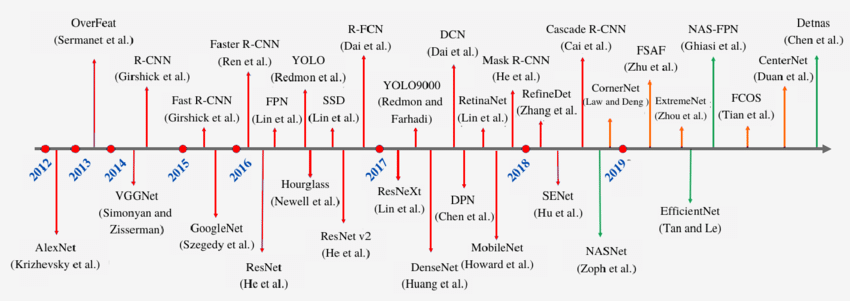 OverFeat
(Sermanet et al.)
R-CNN
(Girshick et al.)
Fast R-CNN
(Girshick et al.)
Faster R-CNN
(Ren et al.)
FPN
(Lin et al.)
YOLO
(Redmon et al.)
SSD
(Lin et al.)
R-FCN
(Dai et al.)
YOLO9000
(Redmon and
Farhadi)
DCN
(Dai et al.)
RetinaNet
(Lin et al.)
Mask R-CNN
(He et al.)
RefineDet
(Zhang et al.
Cascade R-CNN
(Cai et al.)
CornerNet
(Law and Deng )
FSAF
(Zhu et al.)
ExtremeNet
(Zhou et al.)
NAS-FPN
(Ghiasi et al.)
FCOS
(Tian et al.)
CenterNet
(Duan et al.)
Detnas
(Chen et al.)
2012
2013
2014
2015
2016
2017
2018
2019
AlexNet
(Krizhevsky et al.)
VGGNet
(Simonyan and
Zisserman)
GoogleNet
(Szegedy et al.)
ResNet
(He et al.)
Hourglass
(Newell et al.)
ResNet v2
(He et al.)
ResNeXt
(Lin et al.)
DenseNet
(Huang et al.)
DPN
(Chen et al.)
MobileNet
(Howard et al.)
SENet
(Hu et al.)
NASNet
(Zoph et al.)
EfficientNet
(Tan and Le)